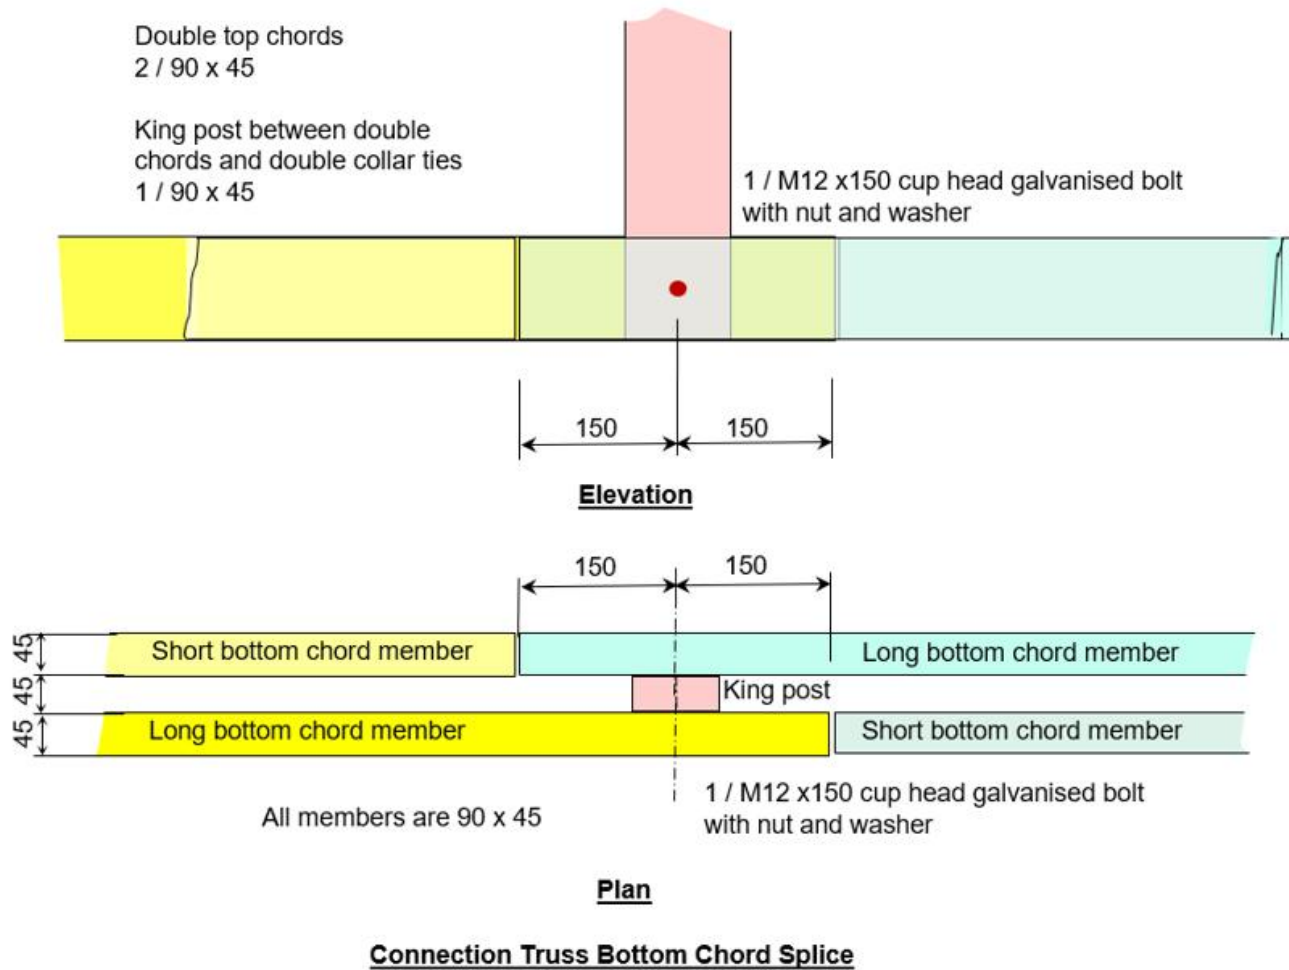 Double top chords
2 / 90 x 45
King post between double
chords and double collar ties
1 / 90 x 45
1 / M12 x150 cup head galvanised bolt
with nut and washer
150
150
Elevation
150
150
45
Short bottom chord member
Long bottom chord member
45
King post
45
Long bottom chord member
Short bottom chord member
All members are 90 x 45
1 / M12 x150 cup head galvanised bolt
with nut and washer
Plan
Connection Truss Bottom Chord Splice